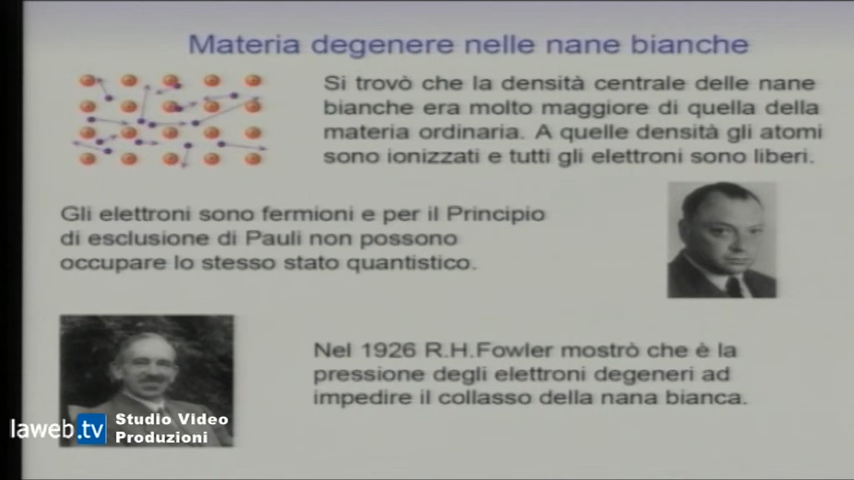 Materia degenere nelle nane bianche
Si trovò che la densità centrale delle nane
bianche era molto maggiore di quella della
materia ordinaria. A quelle densità gli atomi
sono ionizzati e tutti gli elettroni sono liberi.
Gli elettroni sono fermioni e per il Principio
di esclusione di Pauli non possono
occupare lo stesso stato quantistico.
Nel 1926 R.H.Fowler mostrò che è la
pressione degli elettroni degeneri ad
impedire il collasso della nana bianca.
laweb.tv Studio Video
Produzioni